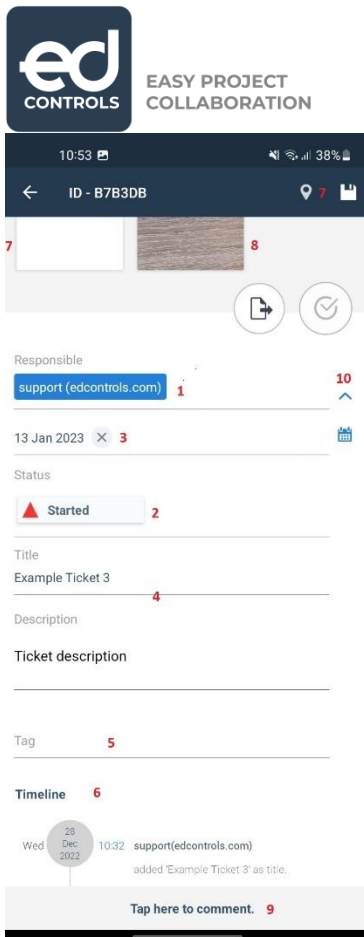 ed
CONTROLS
EASY PROJECT
COLLABORATION
10:53 38%
ID - B7B3DB 7
7 8
Responsible
support (edcontrols.com) 1 10
13 Jan 2023 × 3
Status
Started 2
Title
Example Ticket 3
4
Description
Ticket description
Tag 5
Timeline 6
Wed 28 Dec 2022 10:32 support(edcontrols.com)
added 'Example Ticket 3' as title.
Tap here to comment. 9